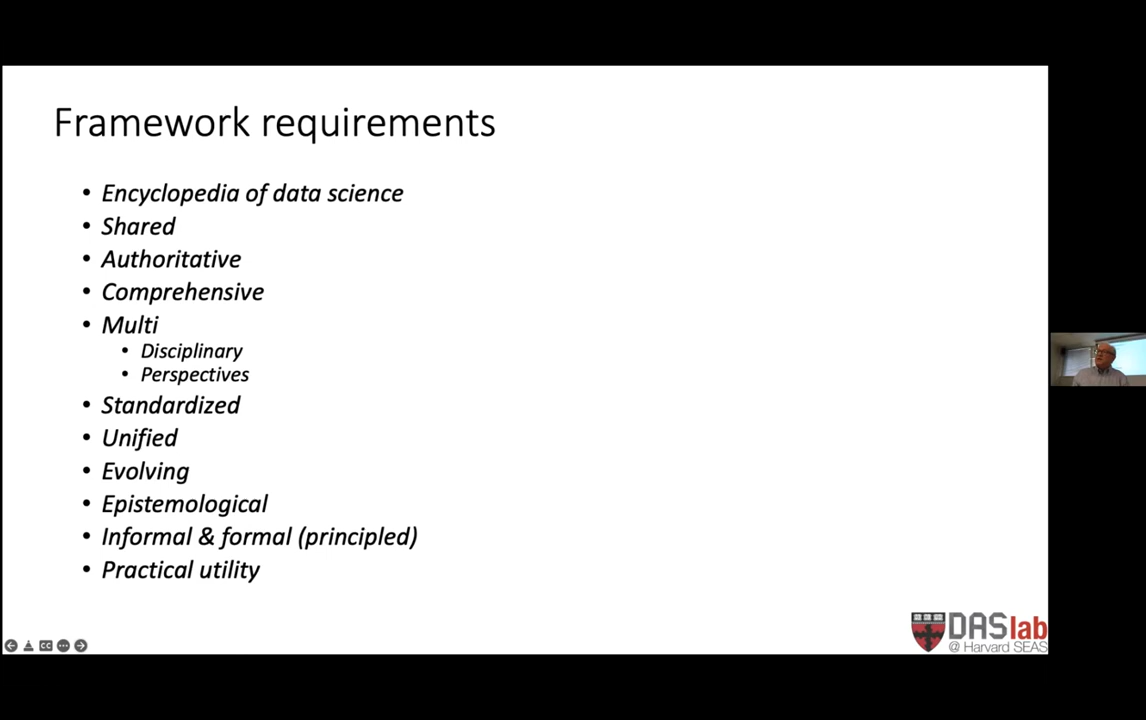 Framework requirements
• Encyclopedia of data science
• Shared
• Authoritative
• Comprehensive
• Multi
• Disciplinary
• Perspectives
• Standardized
• Unified
• Evolving
• Epistemological
• Informal & formal (principled)
• Practical utility
DASlab
@ Harvard SEAS
CC